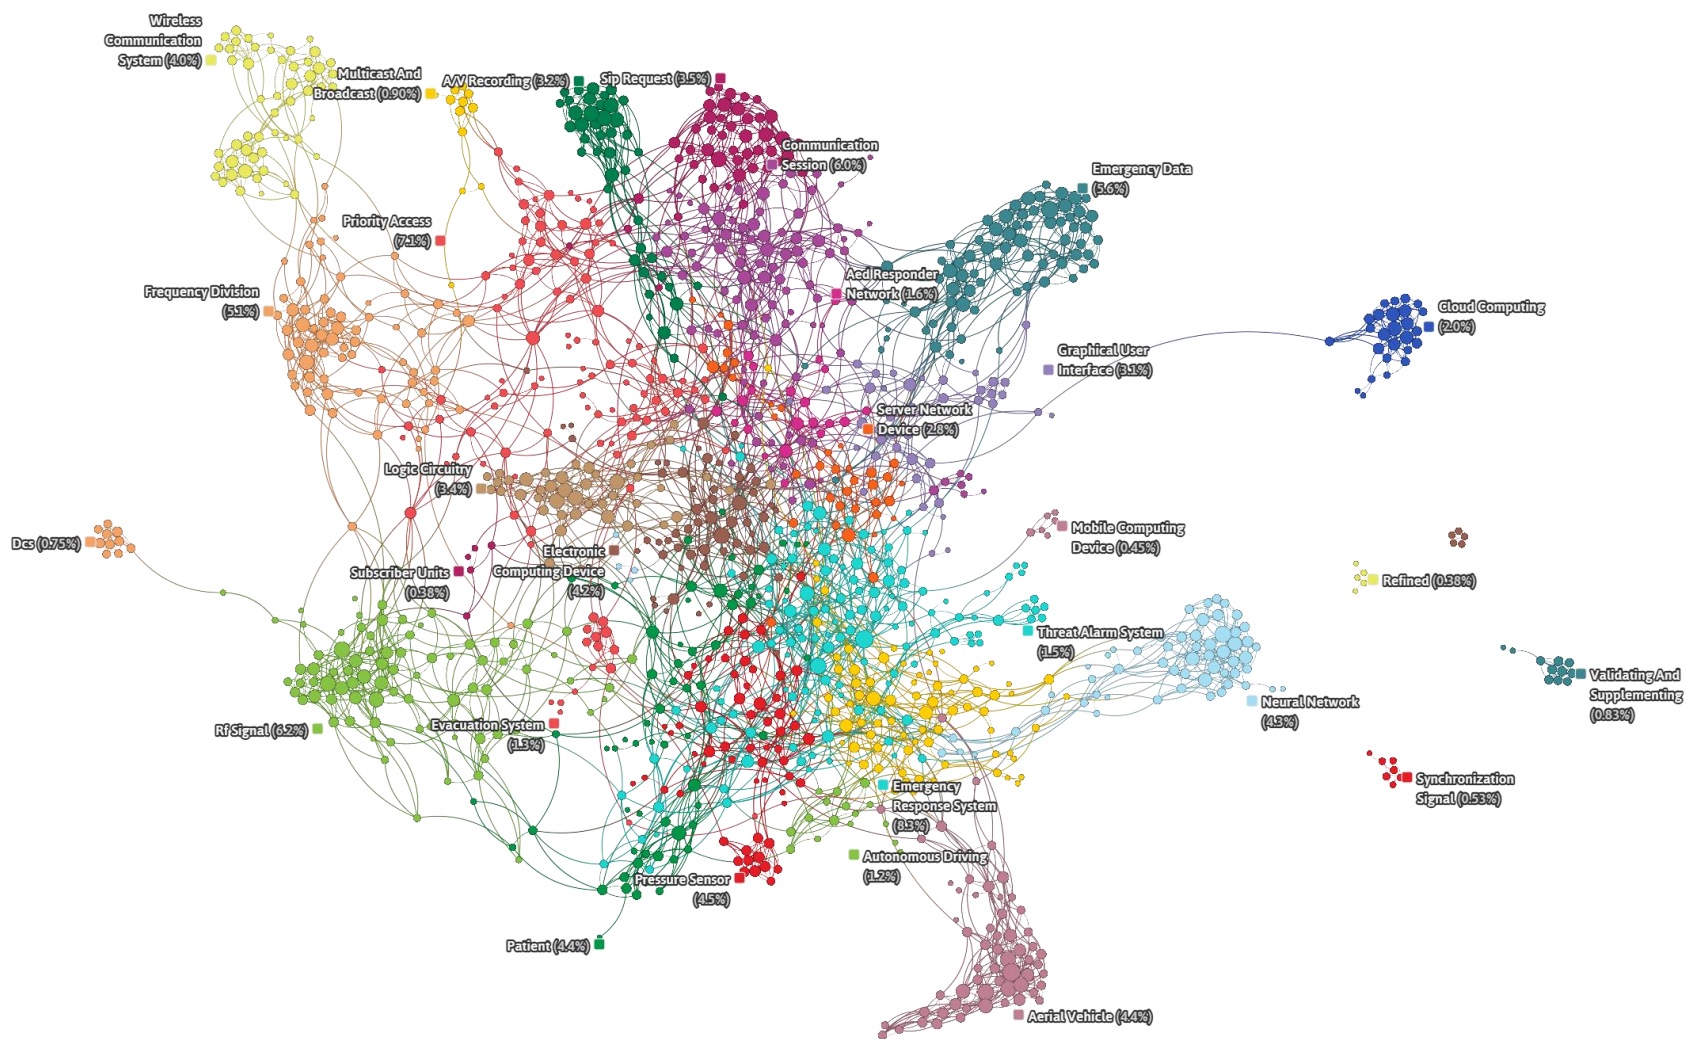 Wireless
Communication
System (4.0%)
Multicast And
Broadcast (0.90%)
A/V Recording (3.2%)
Sip Request (3.5%)
Communication
Session (6.0%)
Emergency Data
(5.6%)
Priority Access
(7.1%)
Aed Responder
Network (1.6%)
Frequency Division
(5.1%)
Cloud Computing
(2.0%)
Graphical User
Interface (3.1%)
Server Network
Device (2.8%)
Logic Circuitry
(3.4%)
Mobile Computing
Device (0.45%)
Dcs (0.75%)
Electronic
Computing Device
(4.2%)
Subscriber Units
(0.38%)
Refined (0.38%)
Threat Alarm System
(1.5%)
Validating And
Supplementing
(0.83%)
Neural Network
(4.3%)
Rf Signal (6.2%)
Evacuation System
(1.3%)
Synchronization
Signal (0.53%)
Emergency
Response System
(8.3%)
Autonomous Driving
(1.2%)
Pressure Sensor
(4.5%)
Patient (4.4%)
Aerial Vehicle (4.4%)